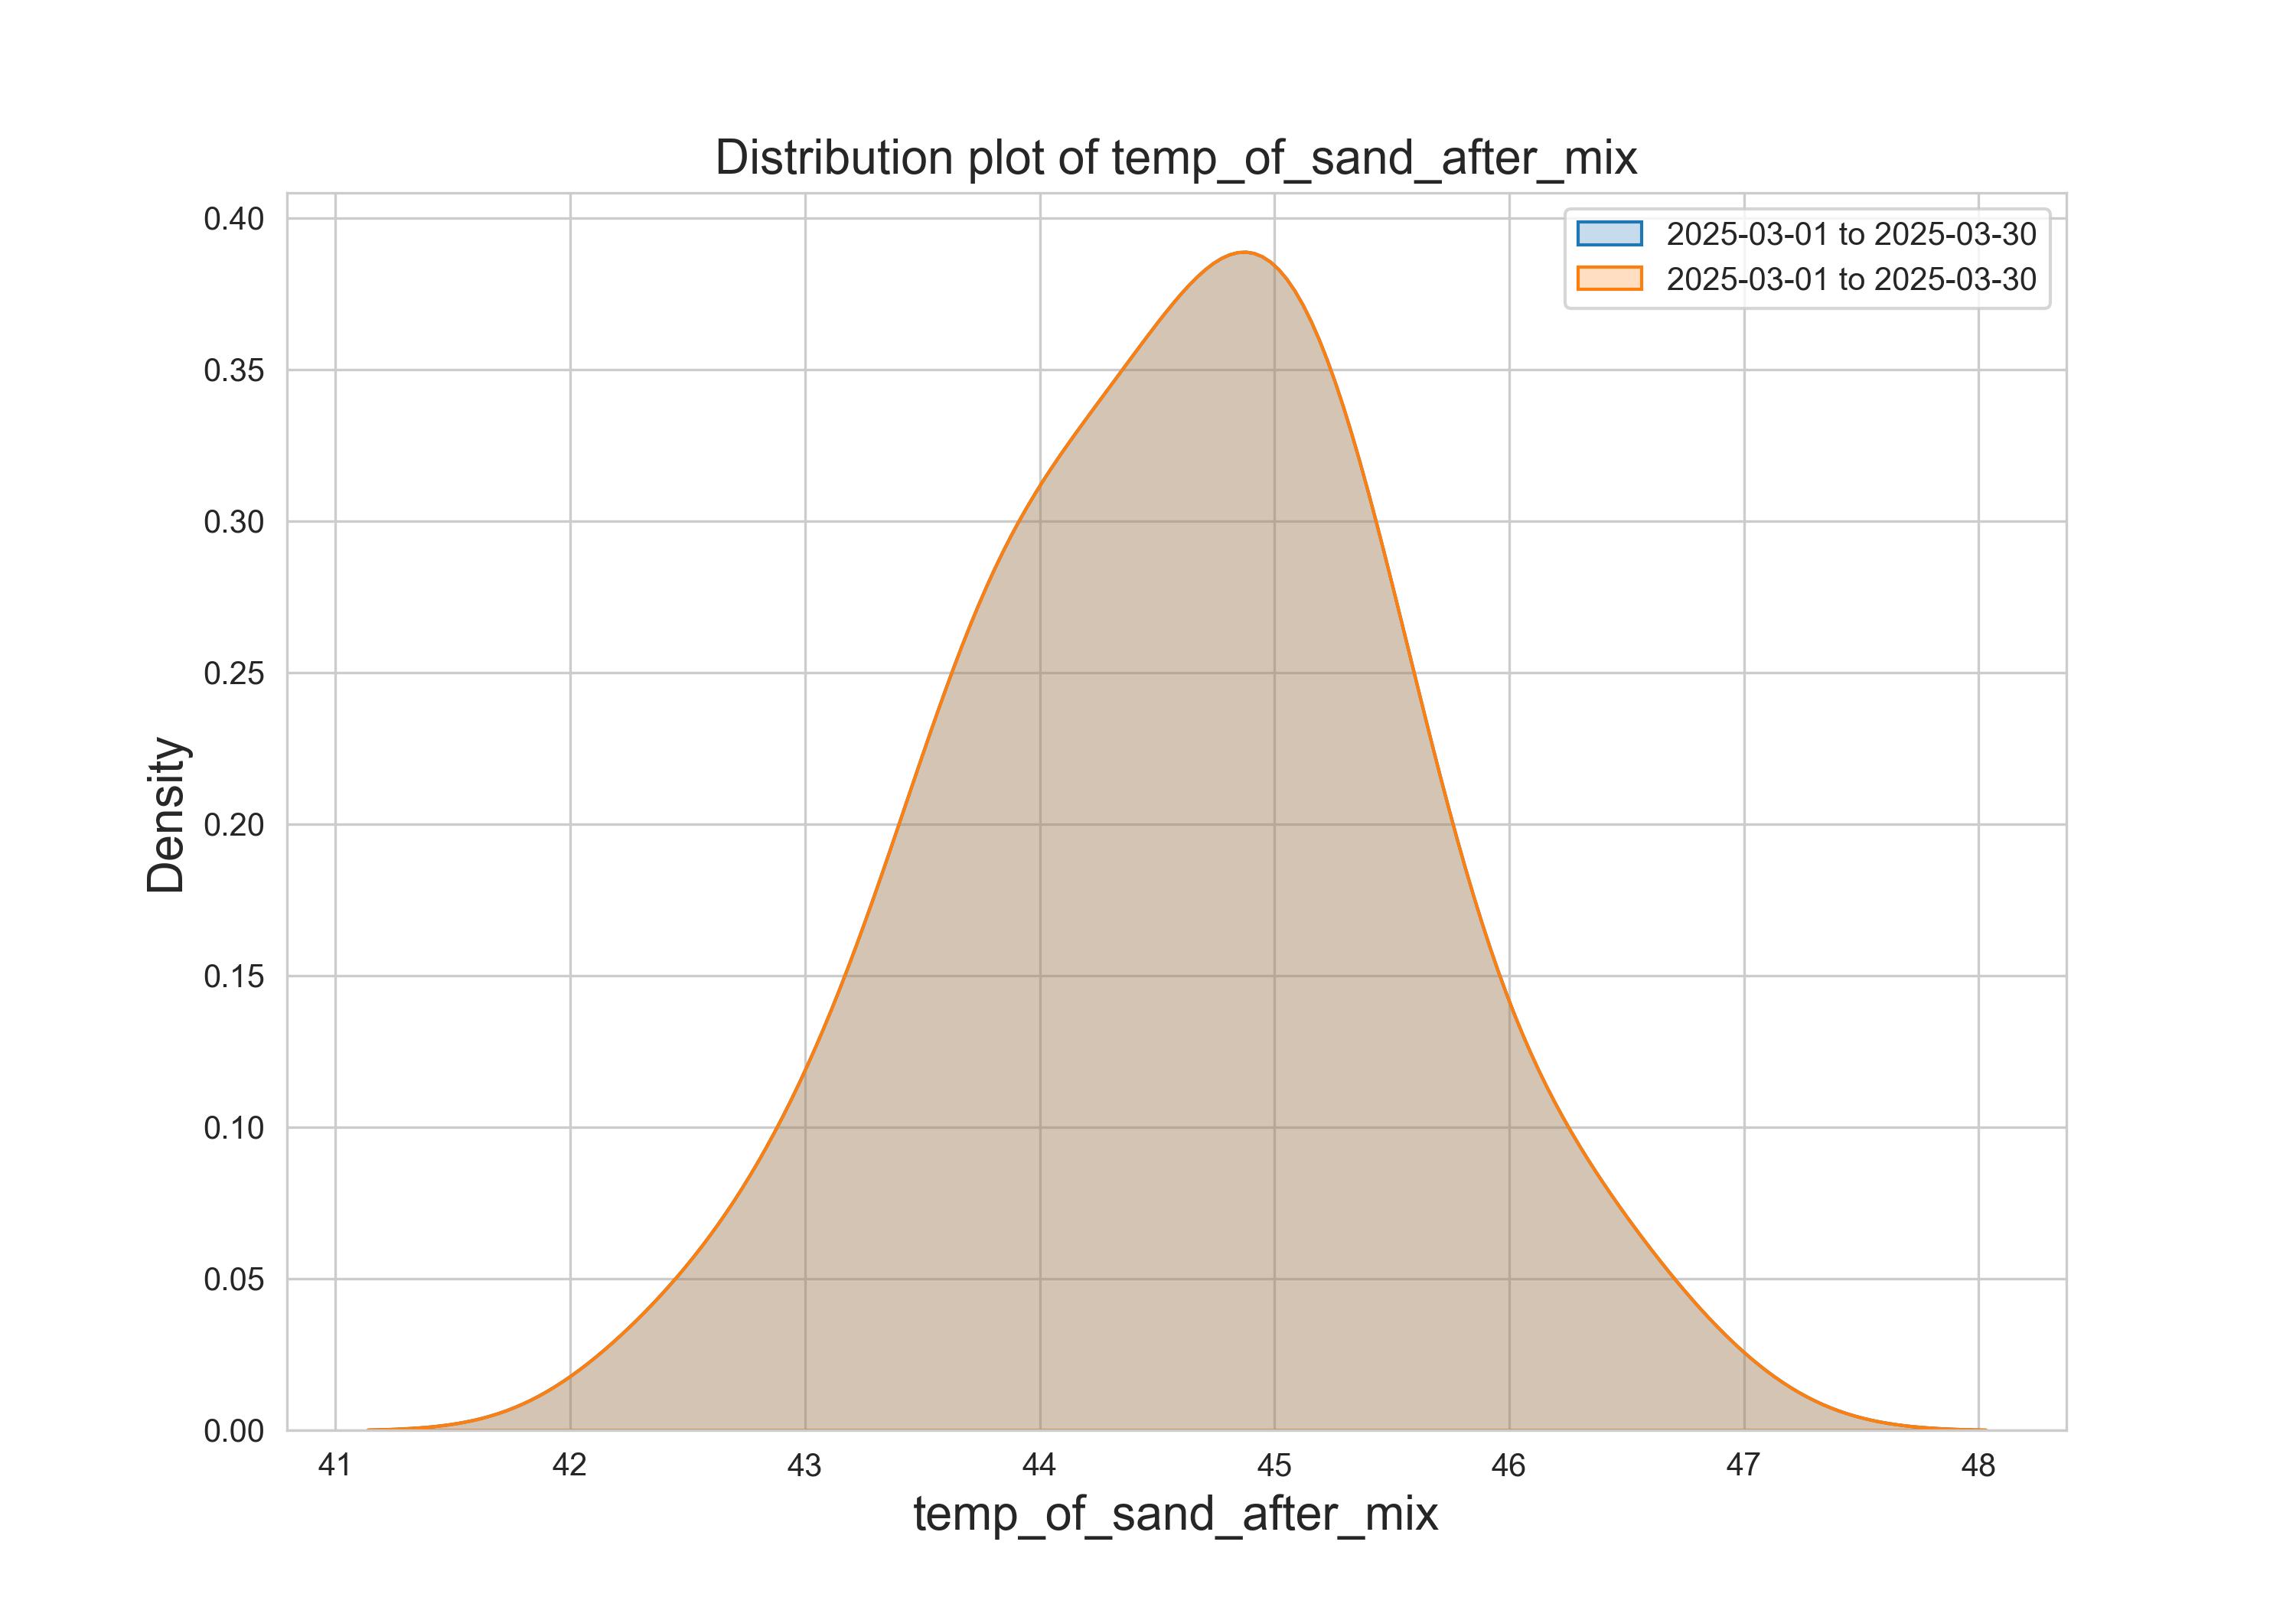 Distribution plot of temp_of_sand_after_mix
2025-03-01 to 2025-03-30
2025-03-01 to 2025-03-30
0.40
0.35
0.30
0.25
0.20
0.15
0.10
0.05
0.00
Density
41 42 43 44 45 46 47 48
temp_of_sand_after_mix